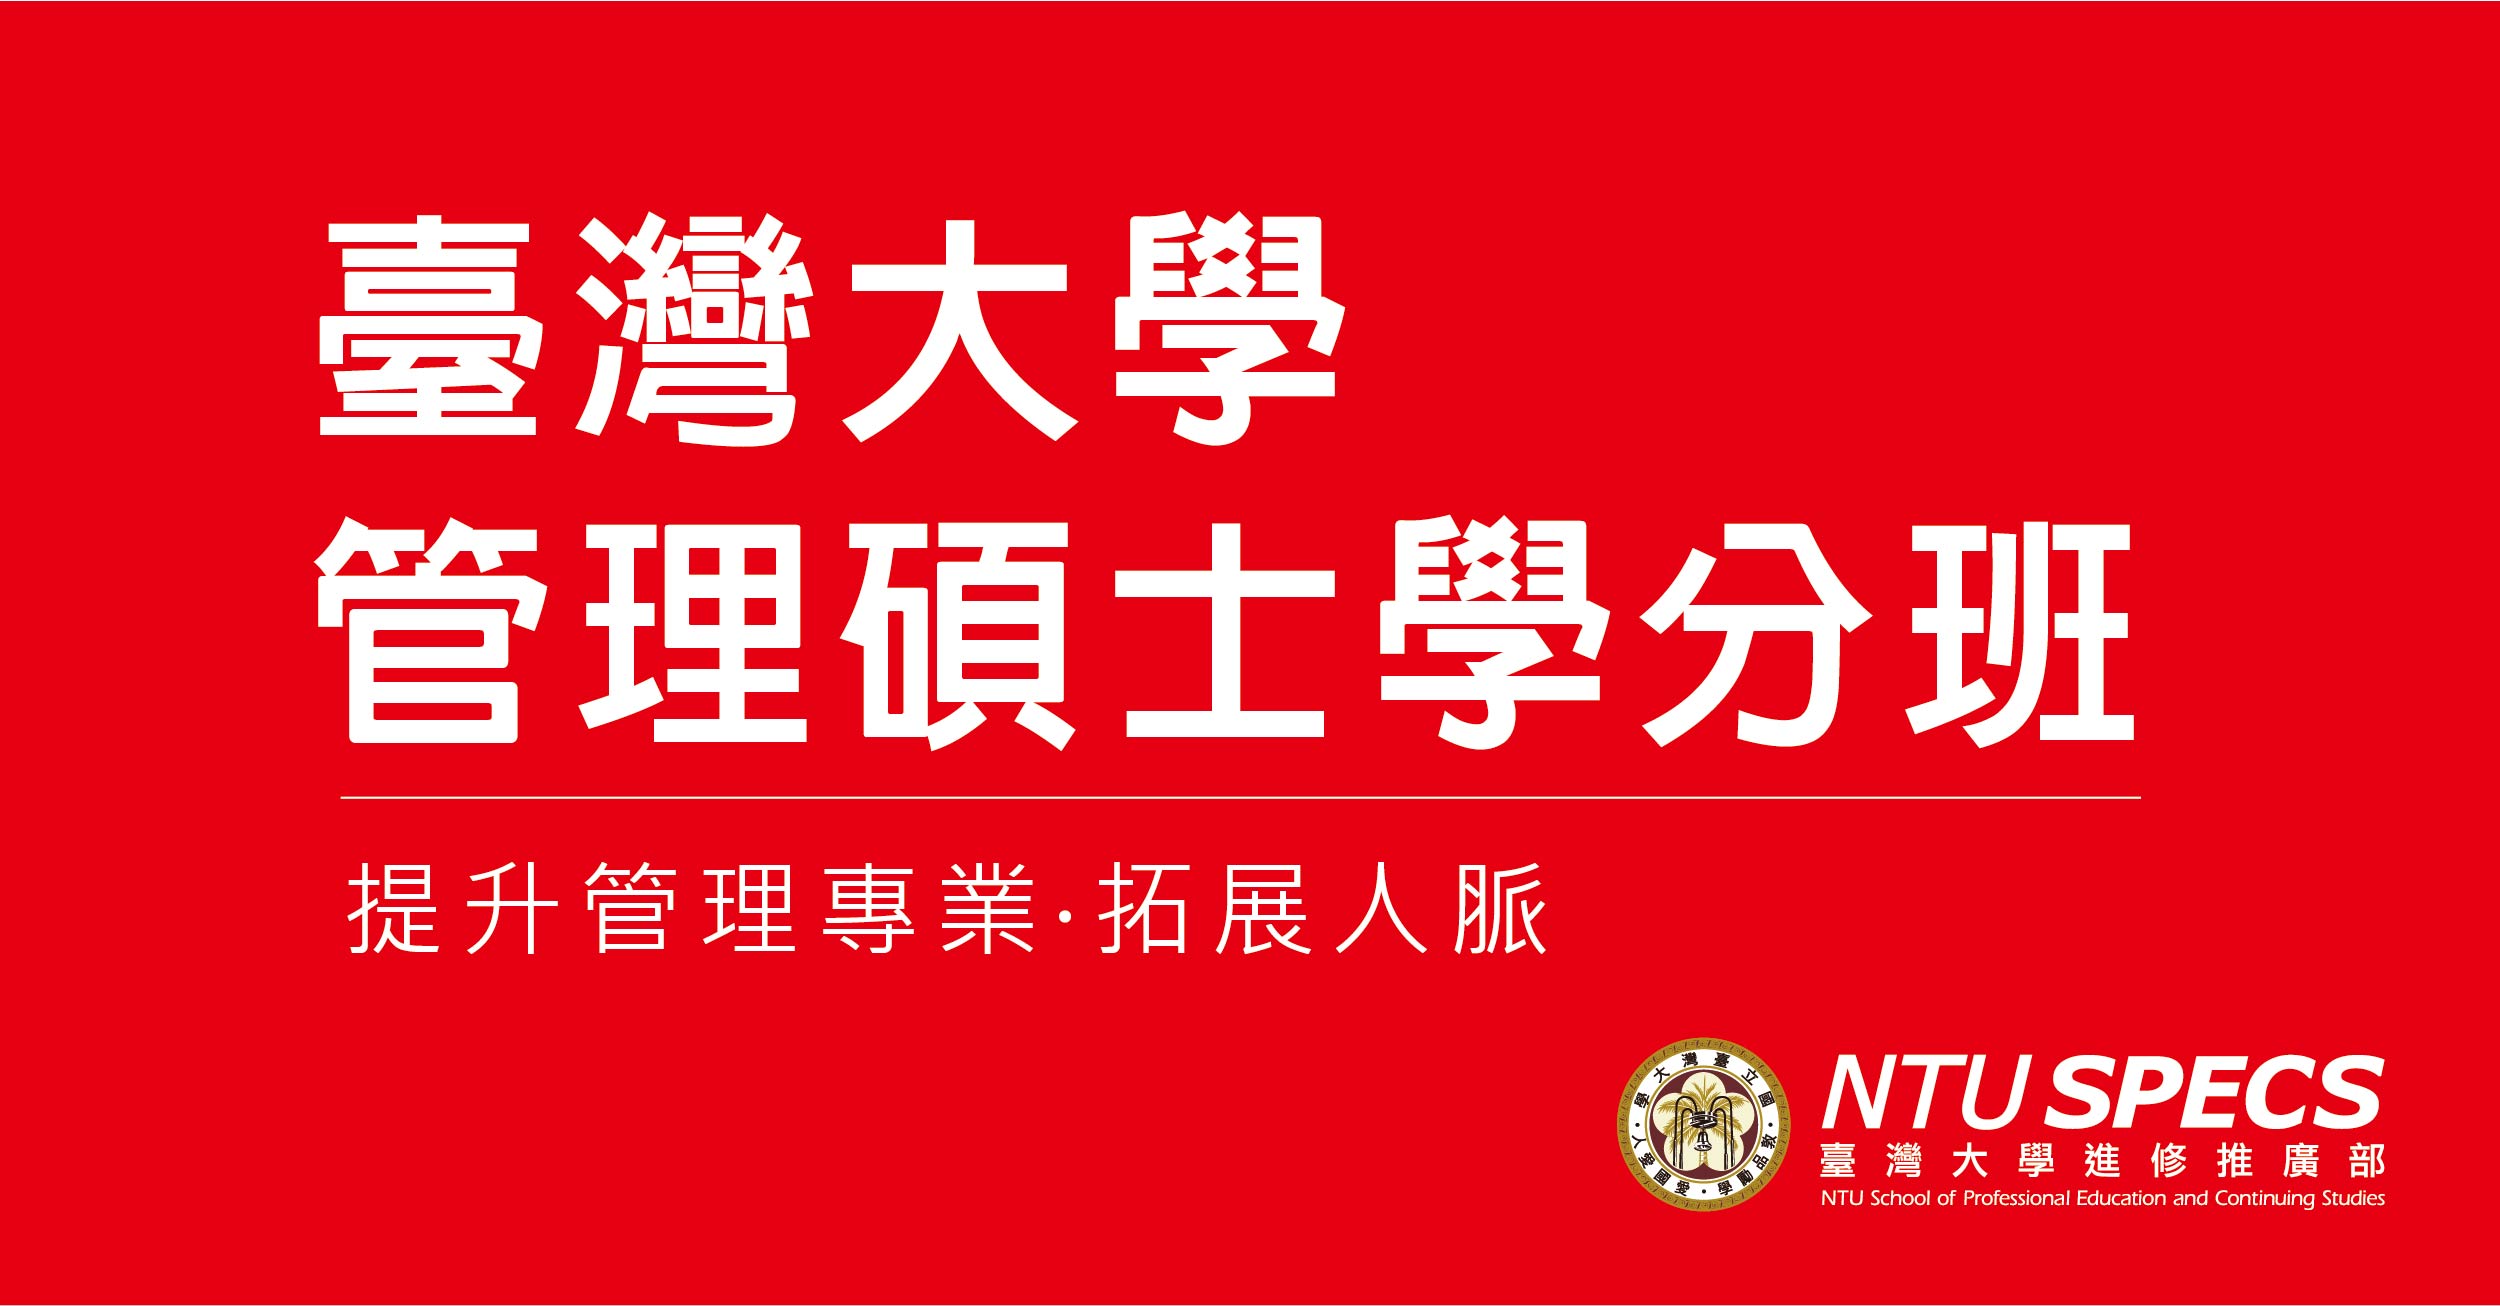 臺灣大學
管理碩士學分班
提升管理專業·拓展人脈
國立臺灣大學·敦品勵學·愛國愛人·
NTU SPECS
臺灣大學進修推廣部
NTU School of Professional Education and Continuing Studies